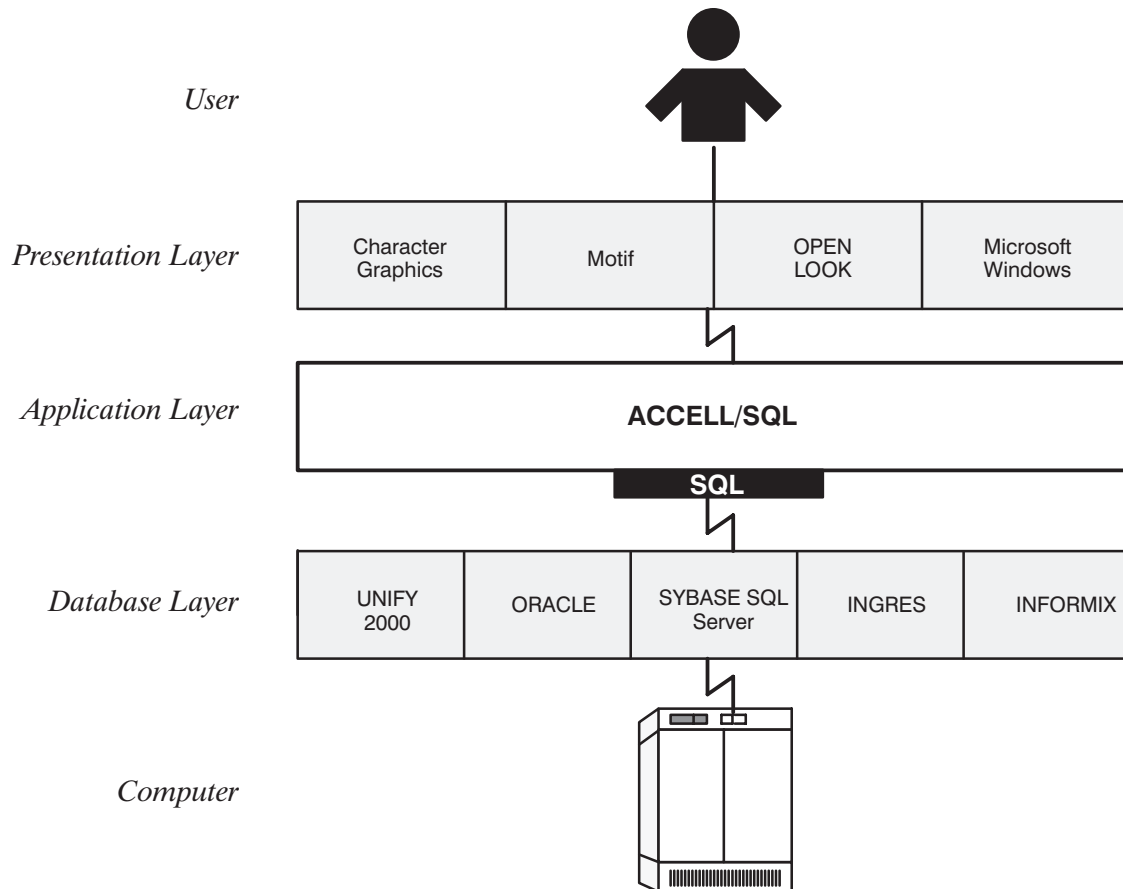 User
Presentation Layer
Character
Graphics
Motif
OPEN
LOOK
Microsoft
Windows
Application Layer
ACCELL/SQL
SQL
Database Layer
UNIFY
2000
ORACLE
SYBASE SQL
Server
INGRES
INFORMIX
Computer